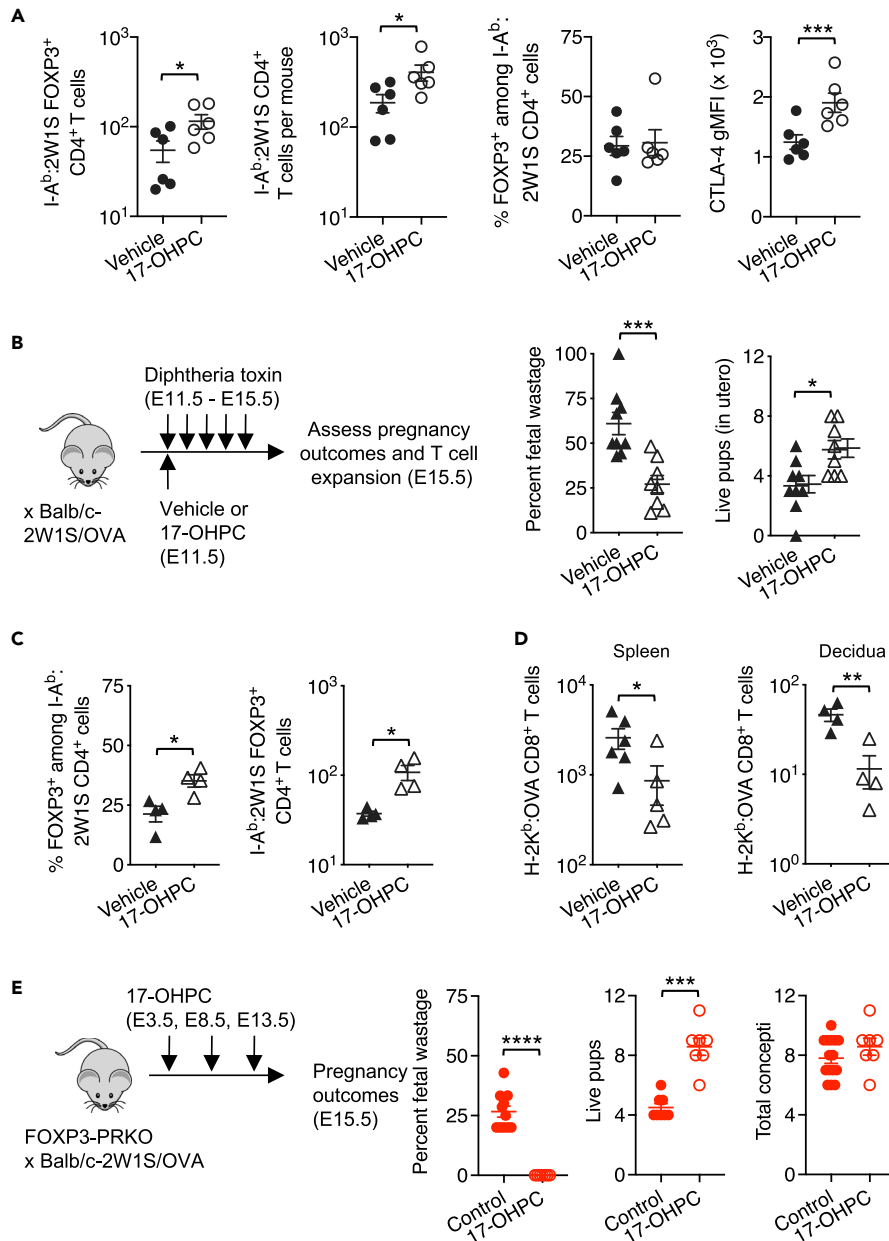 A
I-Aᵇ:2W1S FOXP3⁺
CD4⁺ T cells
10³
10²
10¹
*
Vehicle
17-OHPC
I-Aᵇ:2W1S CD4⁺
T cells per mouse
10³
10²
10¹
*
Vehicle
17-OHPC
% FOXP3⁺ among I-Aᵇ:
2W1S CD4⁺ cells
75
50
25
0
Vehicle
17-OHPC
CTLA-4 gMFI (x 10³)
3
2
1
0
***
Vehicle
17-OHPC
B
Diphtheria toxin
(E11.5 - E15.5)
x Balb/c-
2W1S/OVA
Vehicle or
17-OHPC
(E11.5)
Assess pregnancy
outcomes and T cell
expansion (E15.5)
Percent fetal wastage
100
75
50
25
0
***
Vehicle
17-OHPC
Live pups (in utero)
12
9
6
3
0
*
Vehicle
17-OHPC
C
% FOXP3⁺ among I-Aᵇ:
2W1S CD4⁺ cells
75
50
25
0
*
Vehicle
17-OHPC
I-Aᵇ:2W1S FOXP3⁺
CD4⁺ T cells
10³
10²
10¹
*
Vehicle
17-OHPC
D
Spleen
H-2Kᵇ:OVA CD8⁺ T cells
10⁴
10³
10²
*
Vehicle
17-OHPC
Decidua
H-2Kᵇ:OVA CD8⁺ T cells
10²
10¹
10⁰
**
Vehicle
17-OHPC
E
17-OHPC
(E3.5, E8.5, E13.5)
FOXP3-PRKO
x Balb/c-2W1S/OVA
Pregnancy
outcomes
(E15.5)
Percent fetal wastage
75
50
25
0
****
Control
17-OHPC
Live pups
12
8
4
0
***
Control
17-OHPC
Total concepti
12
8
4
0
Control
17-OHPC